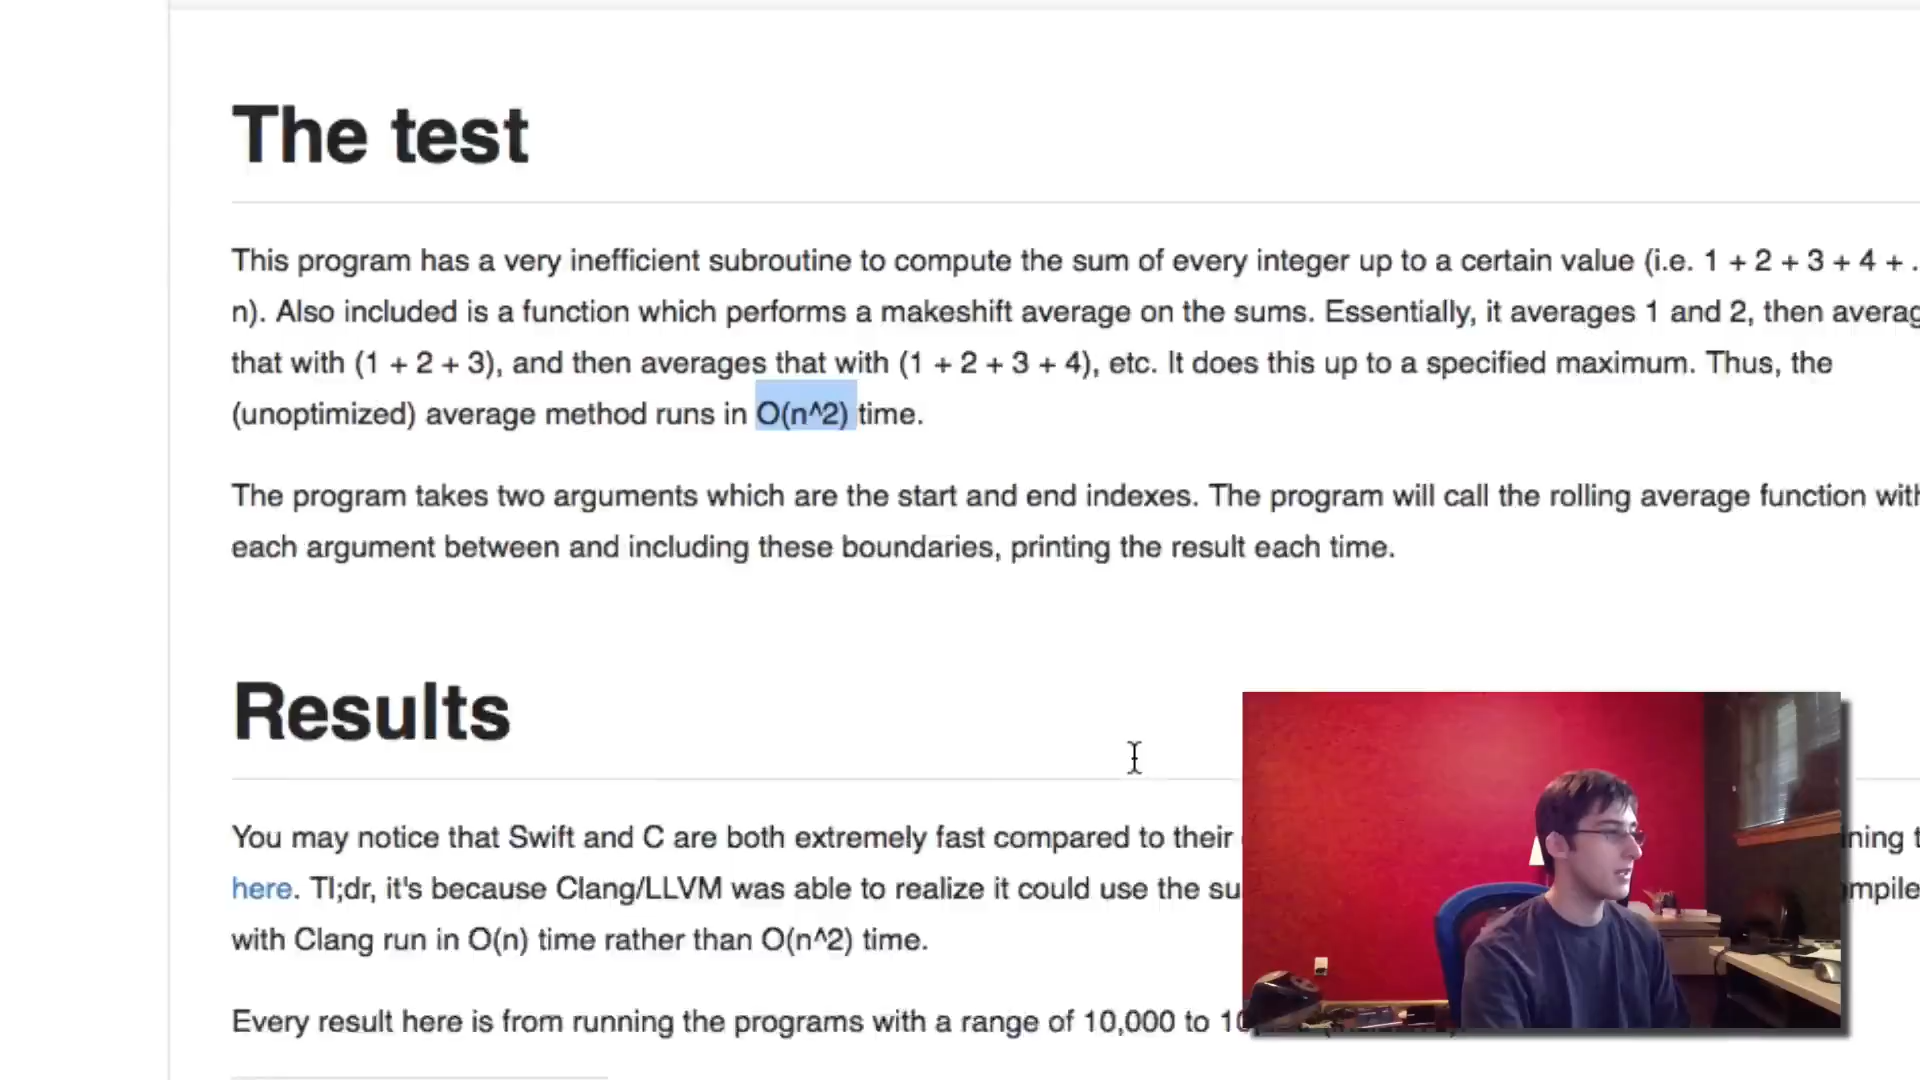 The test
This program has a very inefficient subroutine to compute the sum of every integer up to a certain value (i.e. 1 + 2 + 3 + 4 + .
n). Also included is a function which performs a makeshift average on the sums. Essentially, it averages 1 and 2, then averag
that with (1 + 2 + 3), and then averages that with (1 + 2 + 3 + 4), etc. It does this up to a specified maximum. Thus, the
(unoptimized) average method runs in O(n^2) time.
The program takes two arguments which are the start and end indexes. The program will call the rolling average function with
each argument between and including these boundaries, printing the result each time.
Results
You may notice that Swift and C are both extremely fast compared to their ning t
here. Tl;dr, it's because Clang/LLVM was able to realize it could use the su mpile
with Clang run in O(n) time rather than O(n^2) time.
Every result here is from running the programs with a range of 10,000 to 10